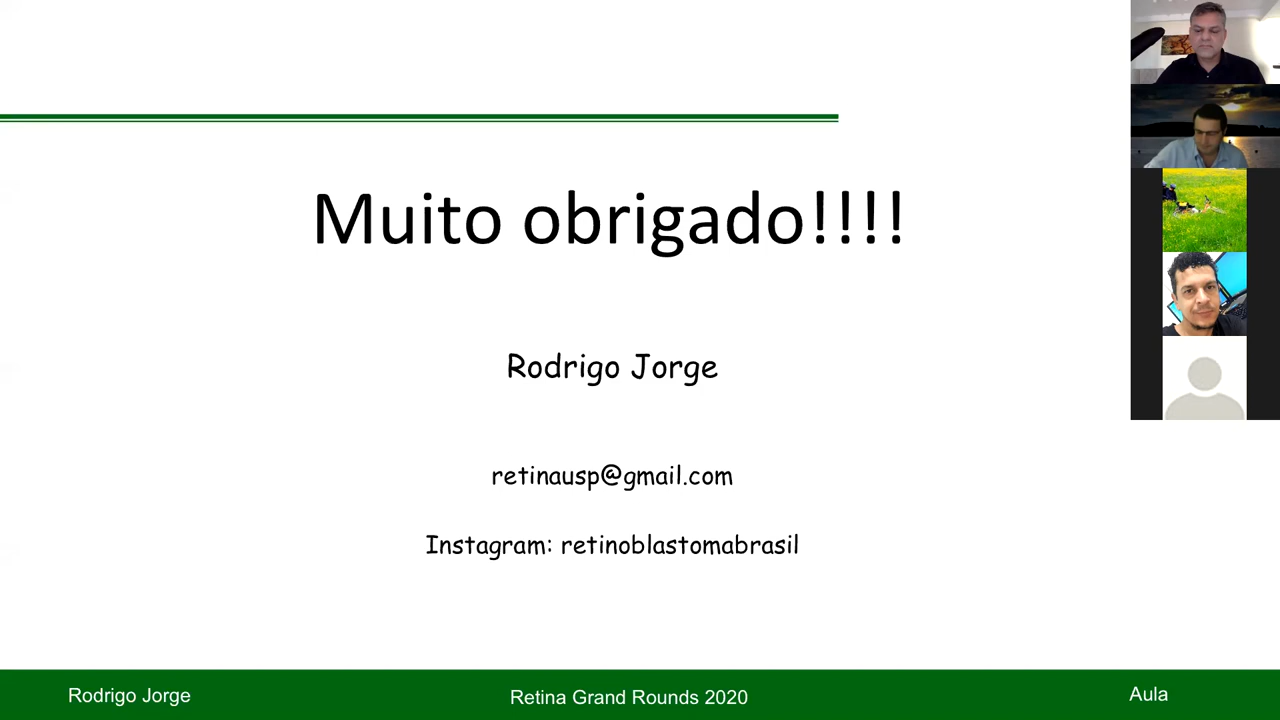 Muito obrigado!!!!
Rodrigo Jorge
retinausp@gmail.com
Instagram: retinoblastomabrasil
Rodrigo Jorge
Retina Grand Rounds 2020
Aula